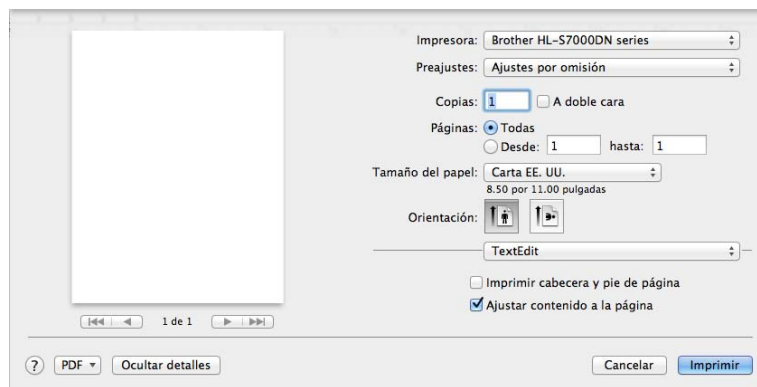 Impresora: Brother HL-S7000DN series
Preajustes: Ajustes por omisión
Copias: 1 A doble cara
Páginas: Todas
Desde: 1 hasta: 1
Tamaño del papel: Carta EE. UU.
8.50 por 11.00 pulgadas
Orientación:
TextEdit
Imprimir cabecera y pie de página
Ajustar contenido a la página
1 de 1
? PDF Ocultar detalles Cancelar Imprimir